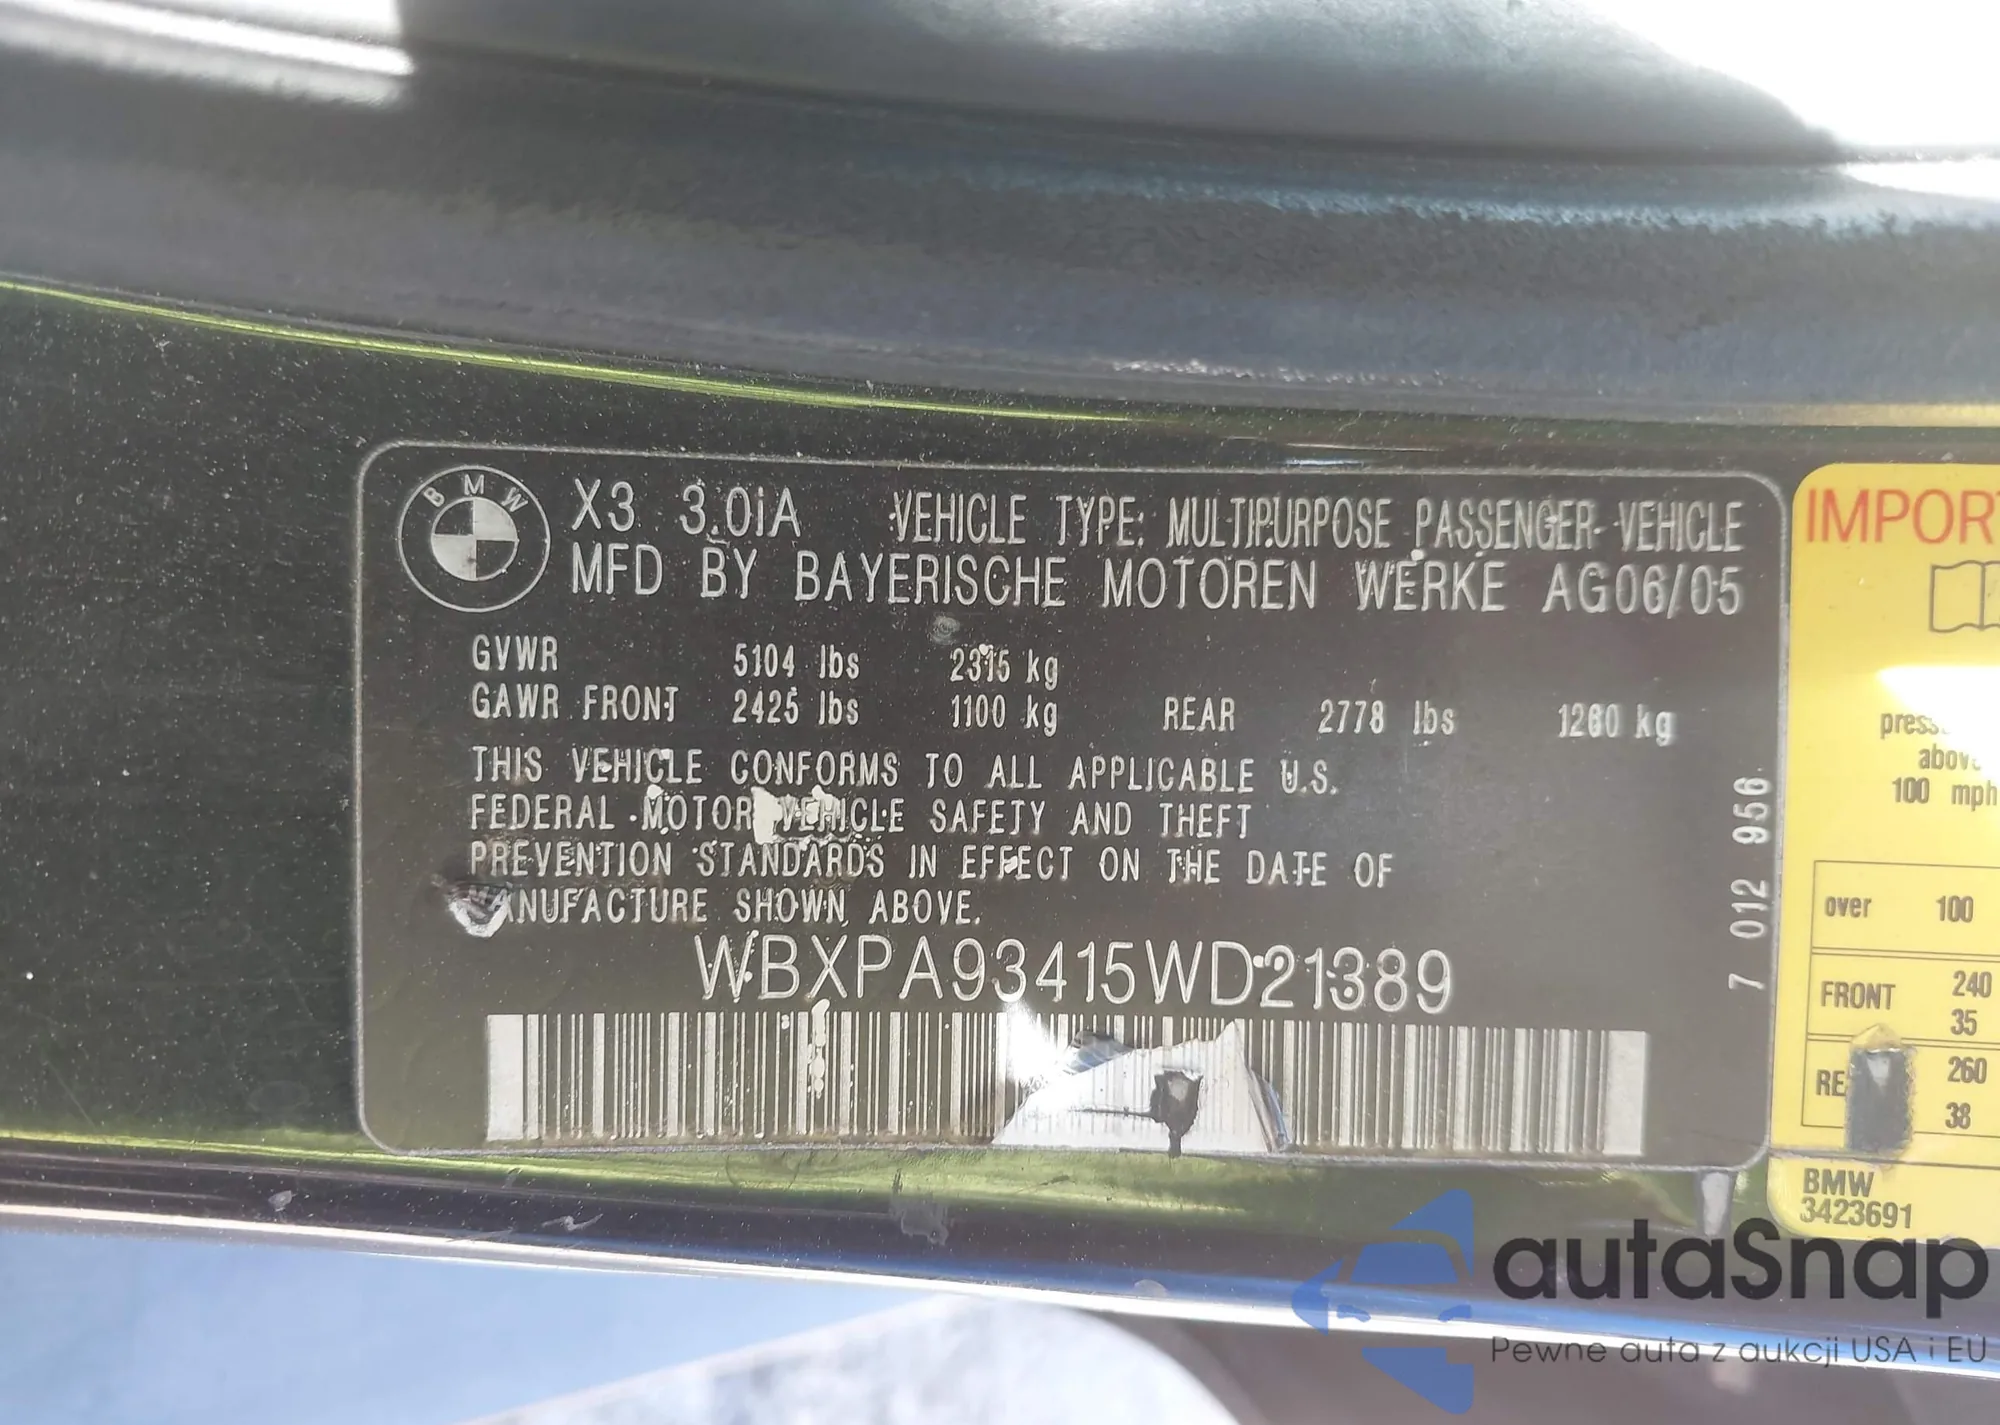 BMW
X3 3.0iA VEHICLE TYPE: MULTIPURPOSE PASSENGER VEHICLE
MFD BY BAYERISCHE MOTOREN WERKE AG06/05
GVWR 5104 lbs 2315 kg
GAWR FRONT 2425 lbs 1100 kg REAR 2778 lbs 1260 kg
THIS VEHICLE CONFORMS TO ALL APPLICABLE U.S.
FEDERAL MOTOR VEHICLE SAFETY AND THEFT
PREVENTION STANDARDS IN EFFECT ON THE DATE OF
ANUFACTURE SHOWN ABOVE.
WBXPA93415WD21389
7 012 956
IMPOR
press
above
100 mph
over 100
FRONT 240
35
RE 260
38
BMW
3423691
autaSnap
Pewne auta z aukcji USA i EU